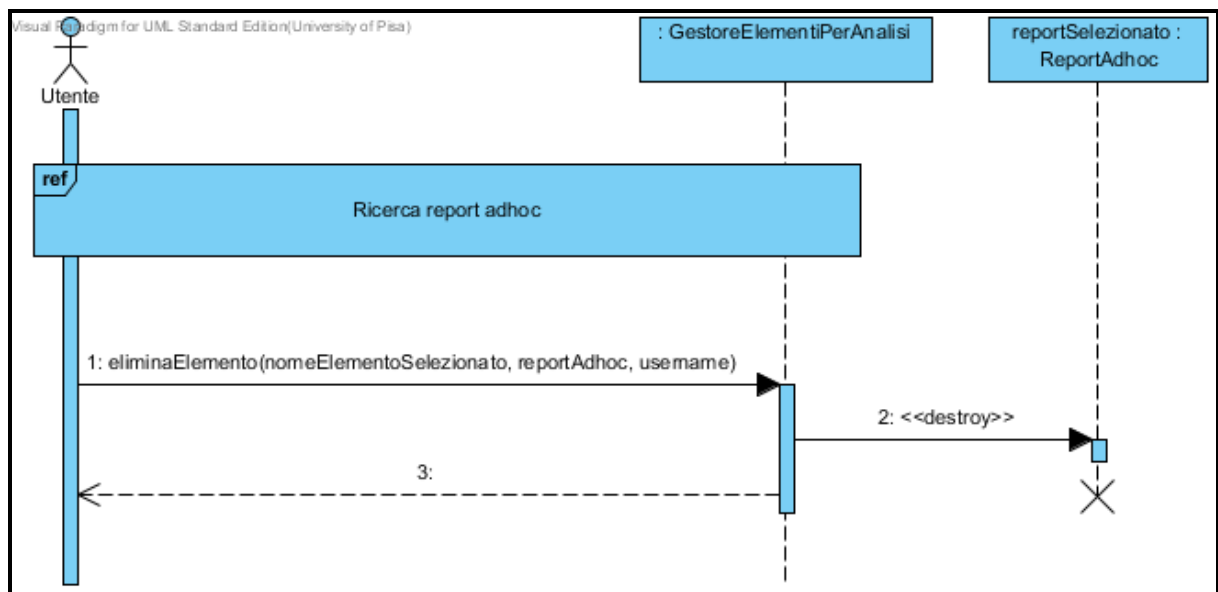 Visual Paradigm for UML Standard Edition(University of Pisa)
: GestoreElementiPerAnalisi
reportSelezionato :
ReportAdhoc
Utente
ref
Ricerca report adhoc
1: eliminaElemento(nomeElementoSelezionato, reportAdhoc, username)
2: <<destroy>>
3: